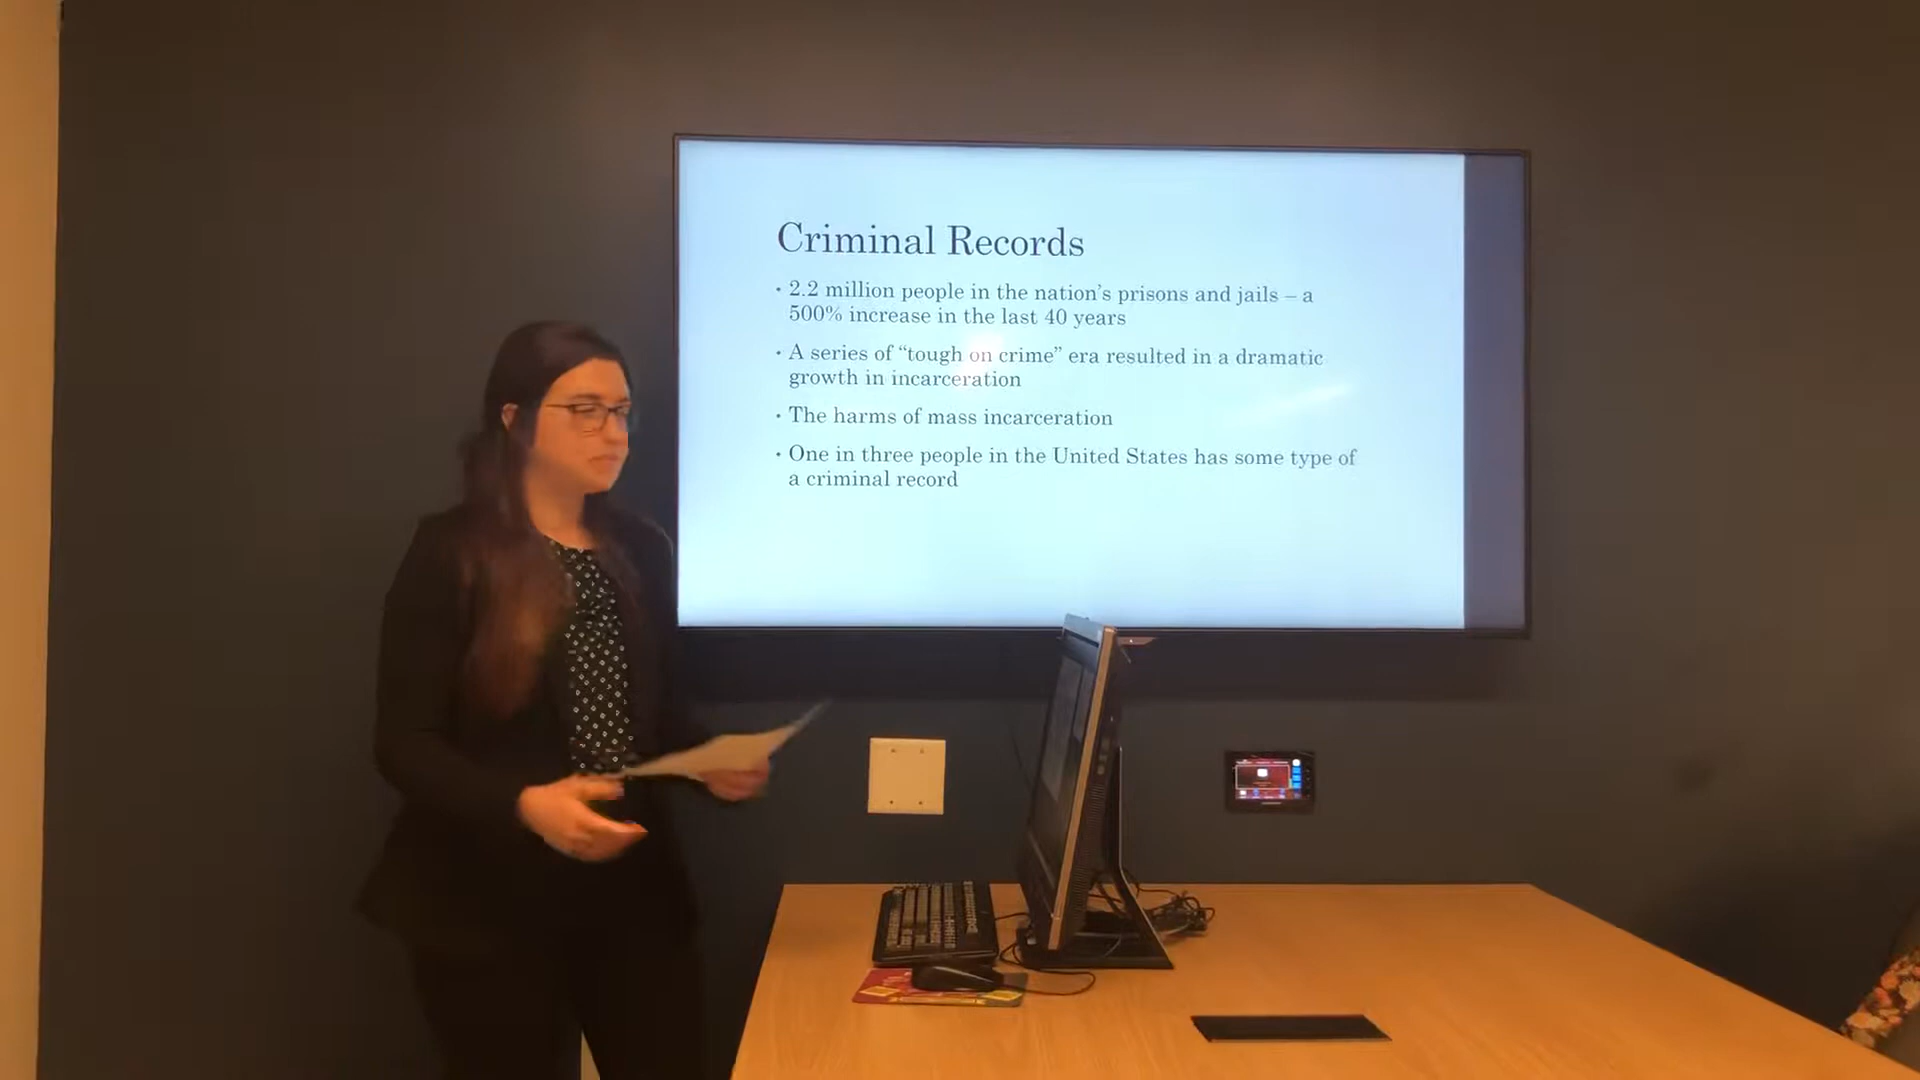 Criminal Records
• 2.2 million people in the nation's prisons and jails – a
500% increase in the last 40 years
• A series of “tough on crime” era resulted in a dramatic
growth in incarceration
• The harms of mass incarceration
• One in three people in the United States has some type of
a criminal record